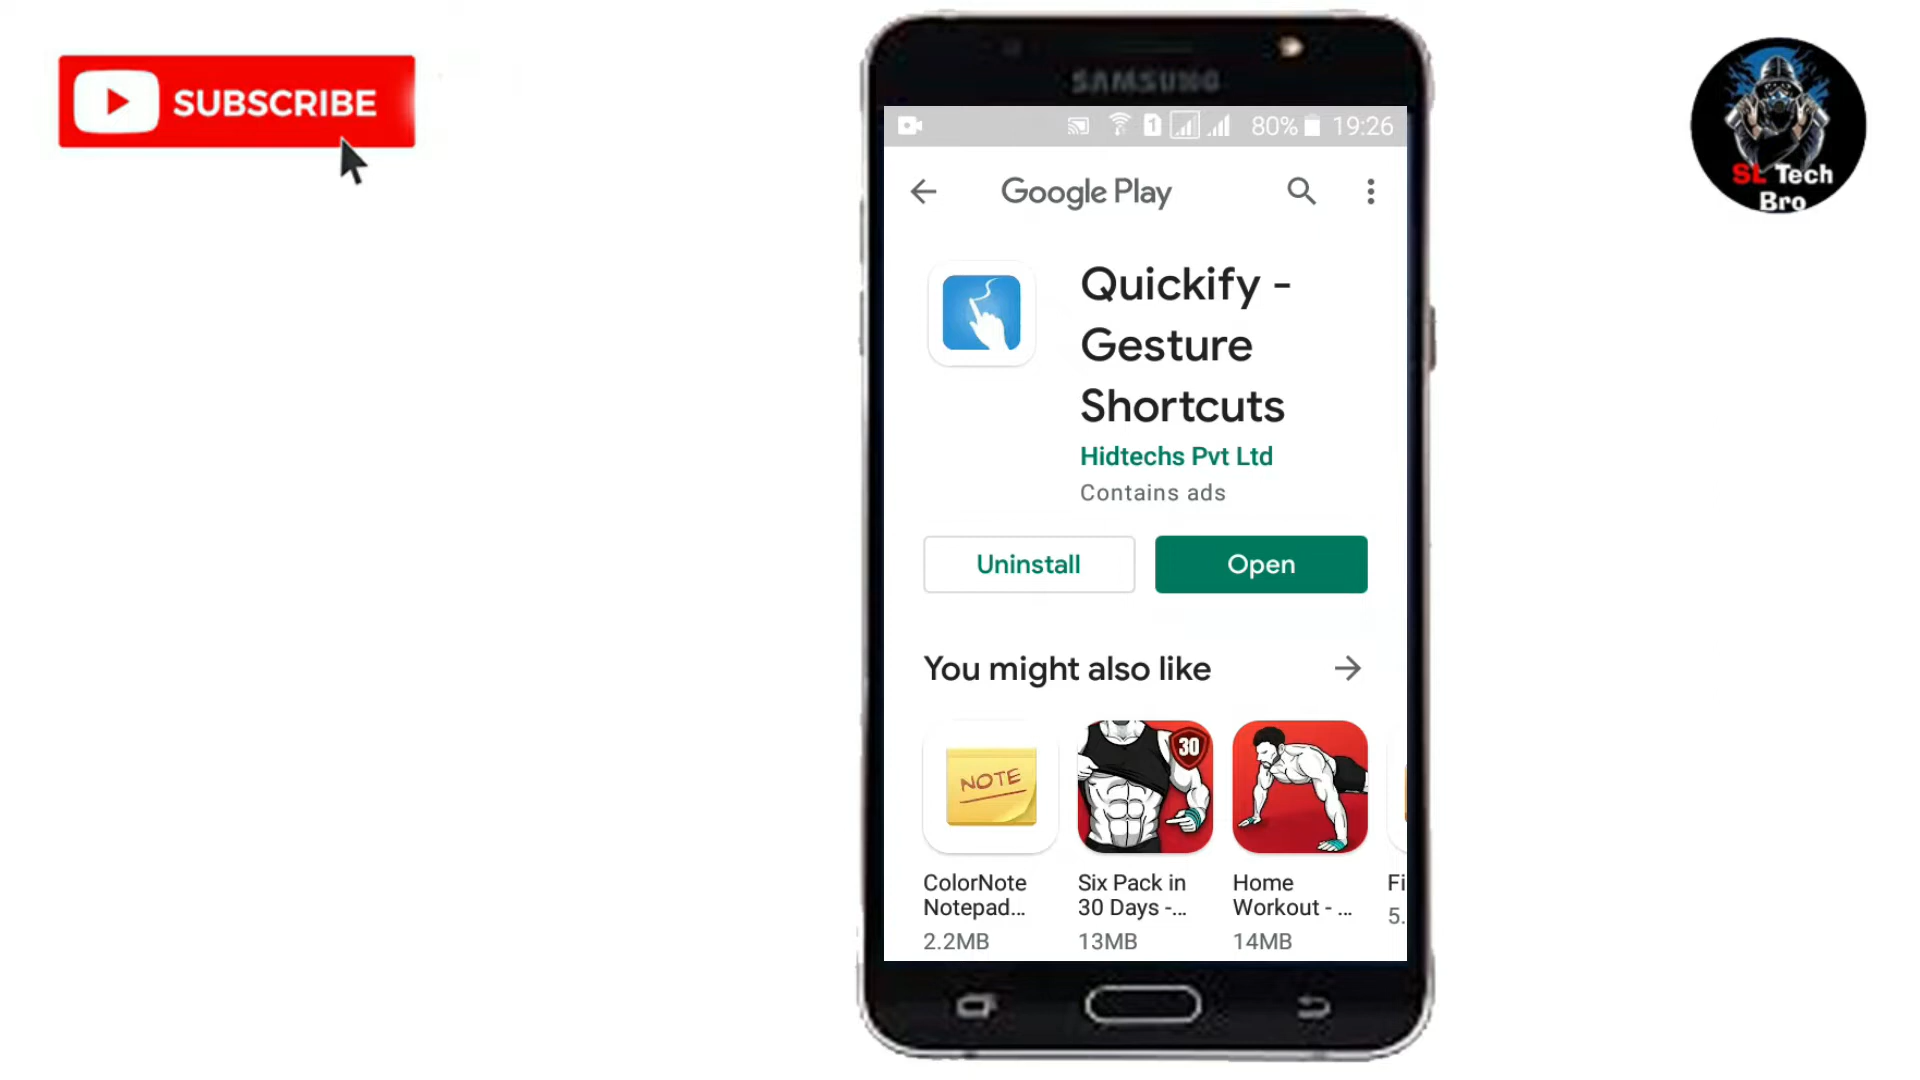 SUBSCRIBE
SAMSUNG
1
80%
19:26
SL Tech
Bro
Google Play
Quickify -
Gesture
Shortcuts
Hidtechs Pvt Ltd
Contains ads
Uninstall
Open
You might also like
NOTE
30
ColorNote
Notepad...
2.2MB
Six Pack in
30 Days -...
13MB
Home
Workout - ...
14MB
Fi
5.